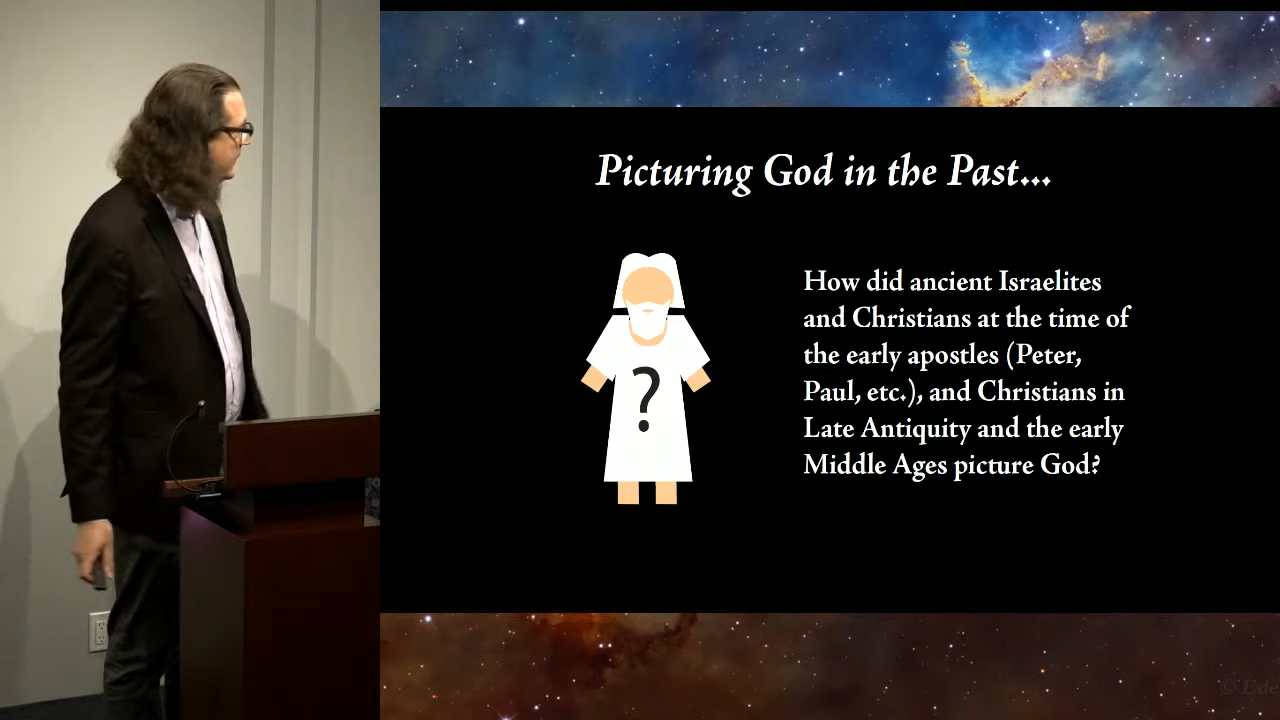 Picturing God in the Past...
?
How did ancient Israelites
and Christians at the time of
the early apostles (Peter,
Paul, etc.), and Christians in
Late Antiquity and the early
Middle Ages picture God?